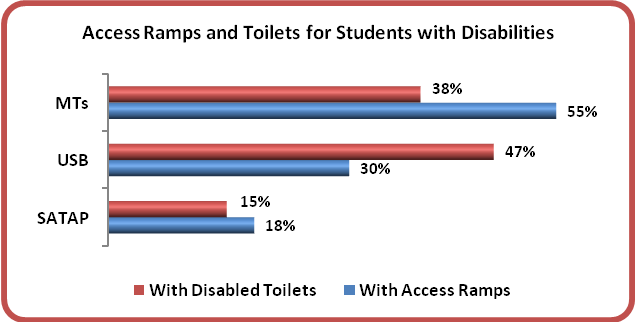 Access Ramps and Toilets for Students with Disabilities
MTs
38%
55%
USB
47%
30%
SATAP
15%
18%
With Disabled Toilets
With Access Ramps